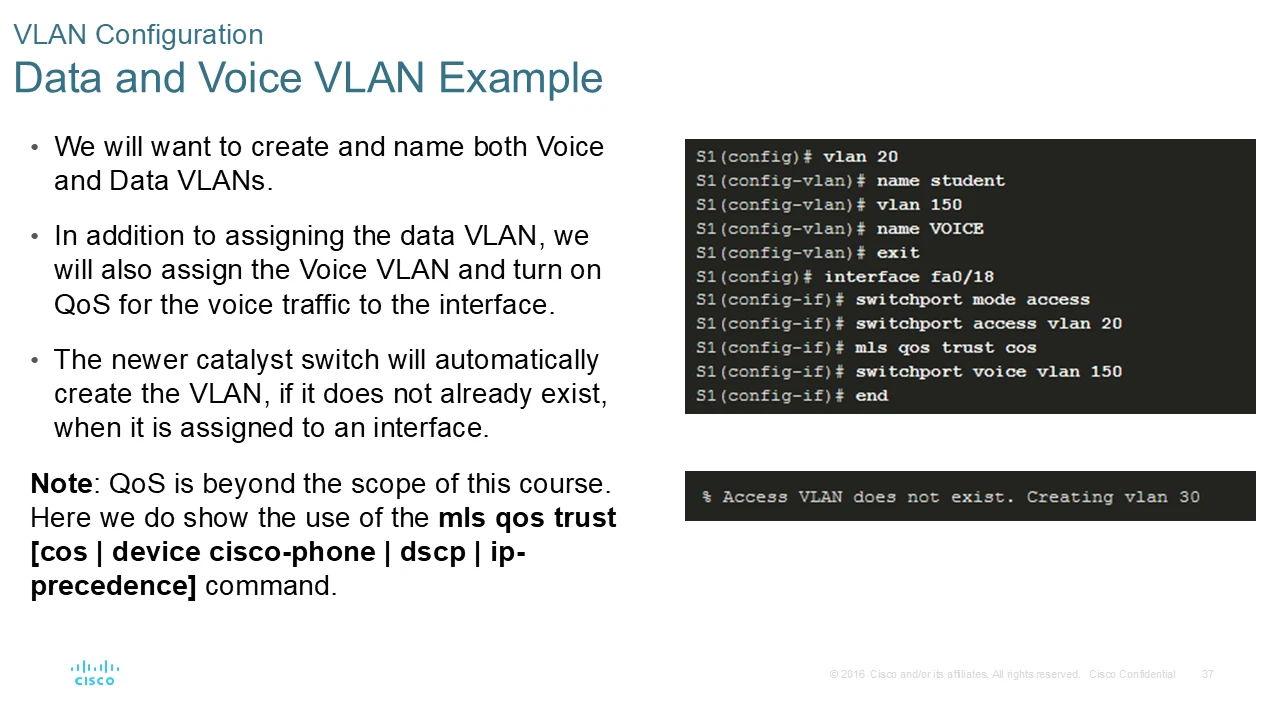 VLAN Configuration
Data and Voice VLAN Example
• We will want to create and name both Voice
and Data VLANs.
• In addition to assigning the data VLAN, we
will also assign the Voice VLAN and turn on
QoS for the voice traffic to the interface.
• The newer catalyst switch will automatically
create the VLAN, if it does not already exist,
when it is assigned to an interface.
Note: QoS is beyond the scope of this course.
Here we do show the use of the mls qos trust
[cos | device cisco-phone | dscp | ip-
precedence] command.
S1(config)# vlan 20
S1(config-vlan)# name student
S1(config-vlan)# vlan 150
S1(config-vlan)# name VOICE
S1(config-vlan)# exit
S1(config)# interface fa0/18
S1(config-if)# switchport mode access
S1(config-if)# switchport access vlan 20
S1(config-if)# mls qos trust cos
S1(config-if)# switchport voice vlan 150
S1(config-if)# end
% Access VLAN does not exist. Creating vlan 30
CISCO
© 2016 Cisco and/or its affiliates. All rights reserved. Cisco Confidential 37